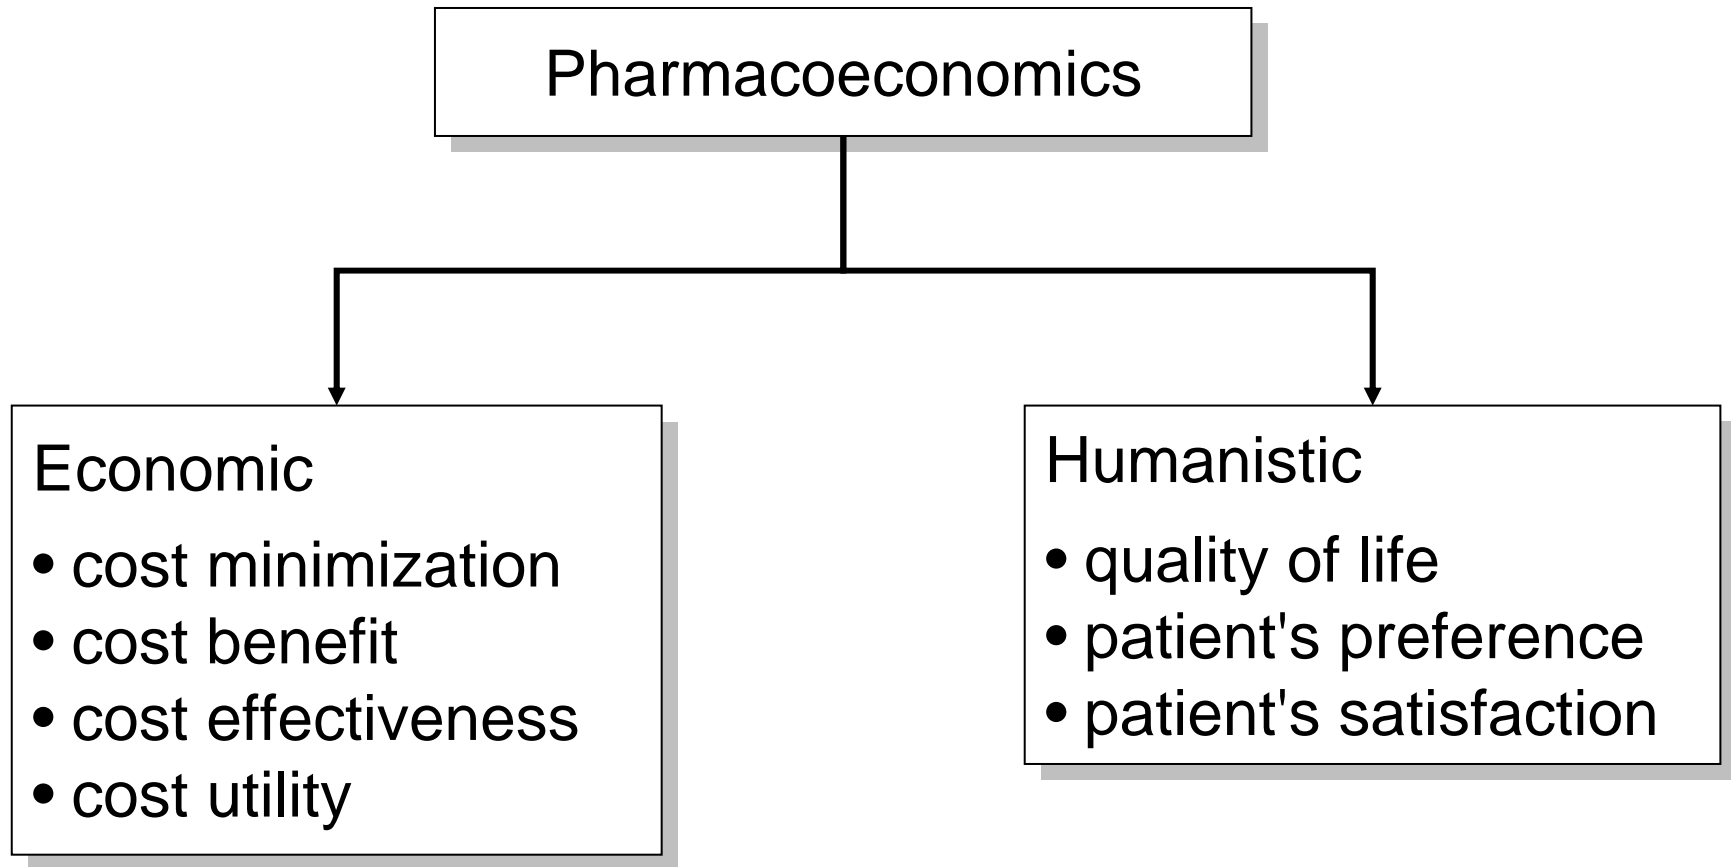 Pharmacoeconomics
Economic
• cost minimization
• cost benefit
• cost effectiveness
• cost utility
Humanistic
• quality of life
• patient's preference
• patient's satisfaction